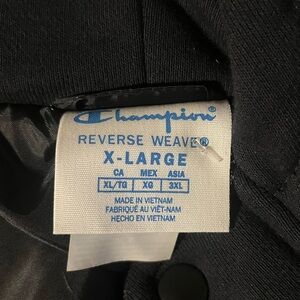 Champion®
REVERSE WEAVE®
X-LARGE
CA MEX ASIA
XL/TG XG 3XL
MADE IN VIETNAM
FABRIQUÉ AU VIÊT-NAM
HECHO EN VIETNAM